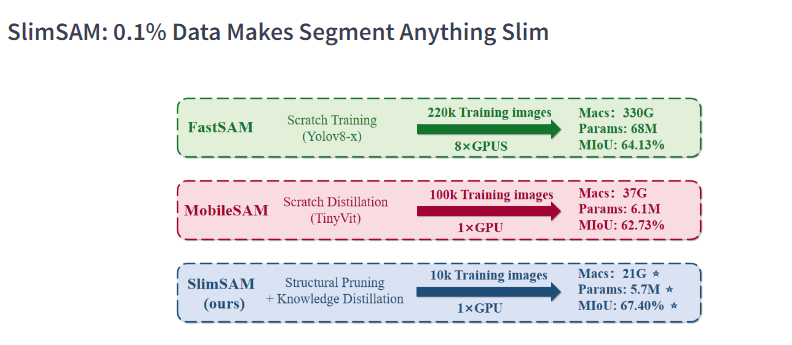 SlimSAM: 0.1% Data Makes Segment Anything Slim
FastSAM
Scratch Training
(Yolov8-x)
220k Training images
8×GPUS
Macs: 330G
Params: 68M
MIoU: 64.13%
MobileSAM
Scratch Distillation
(TinyVit)
100k Training images
1×GPU
Macs: 37G
Params: 6.1M
MIoU: 62.73%
SlimSAM
(ours)
Structural Pruning
+ Knowledge Distillation
10k Training images
1×GPU
Macs: 21G ☆
Params: 5.7M ☆
MIoU: 67.40% ☆